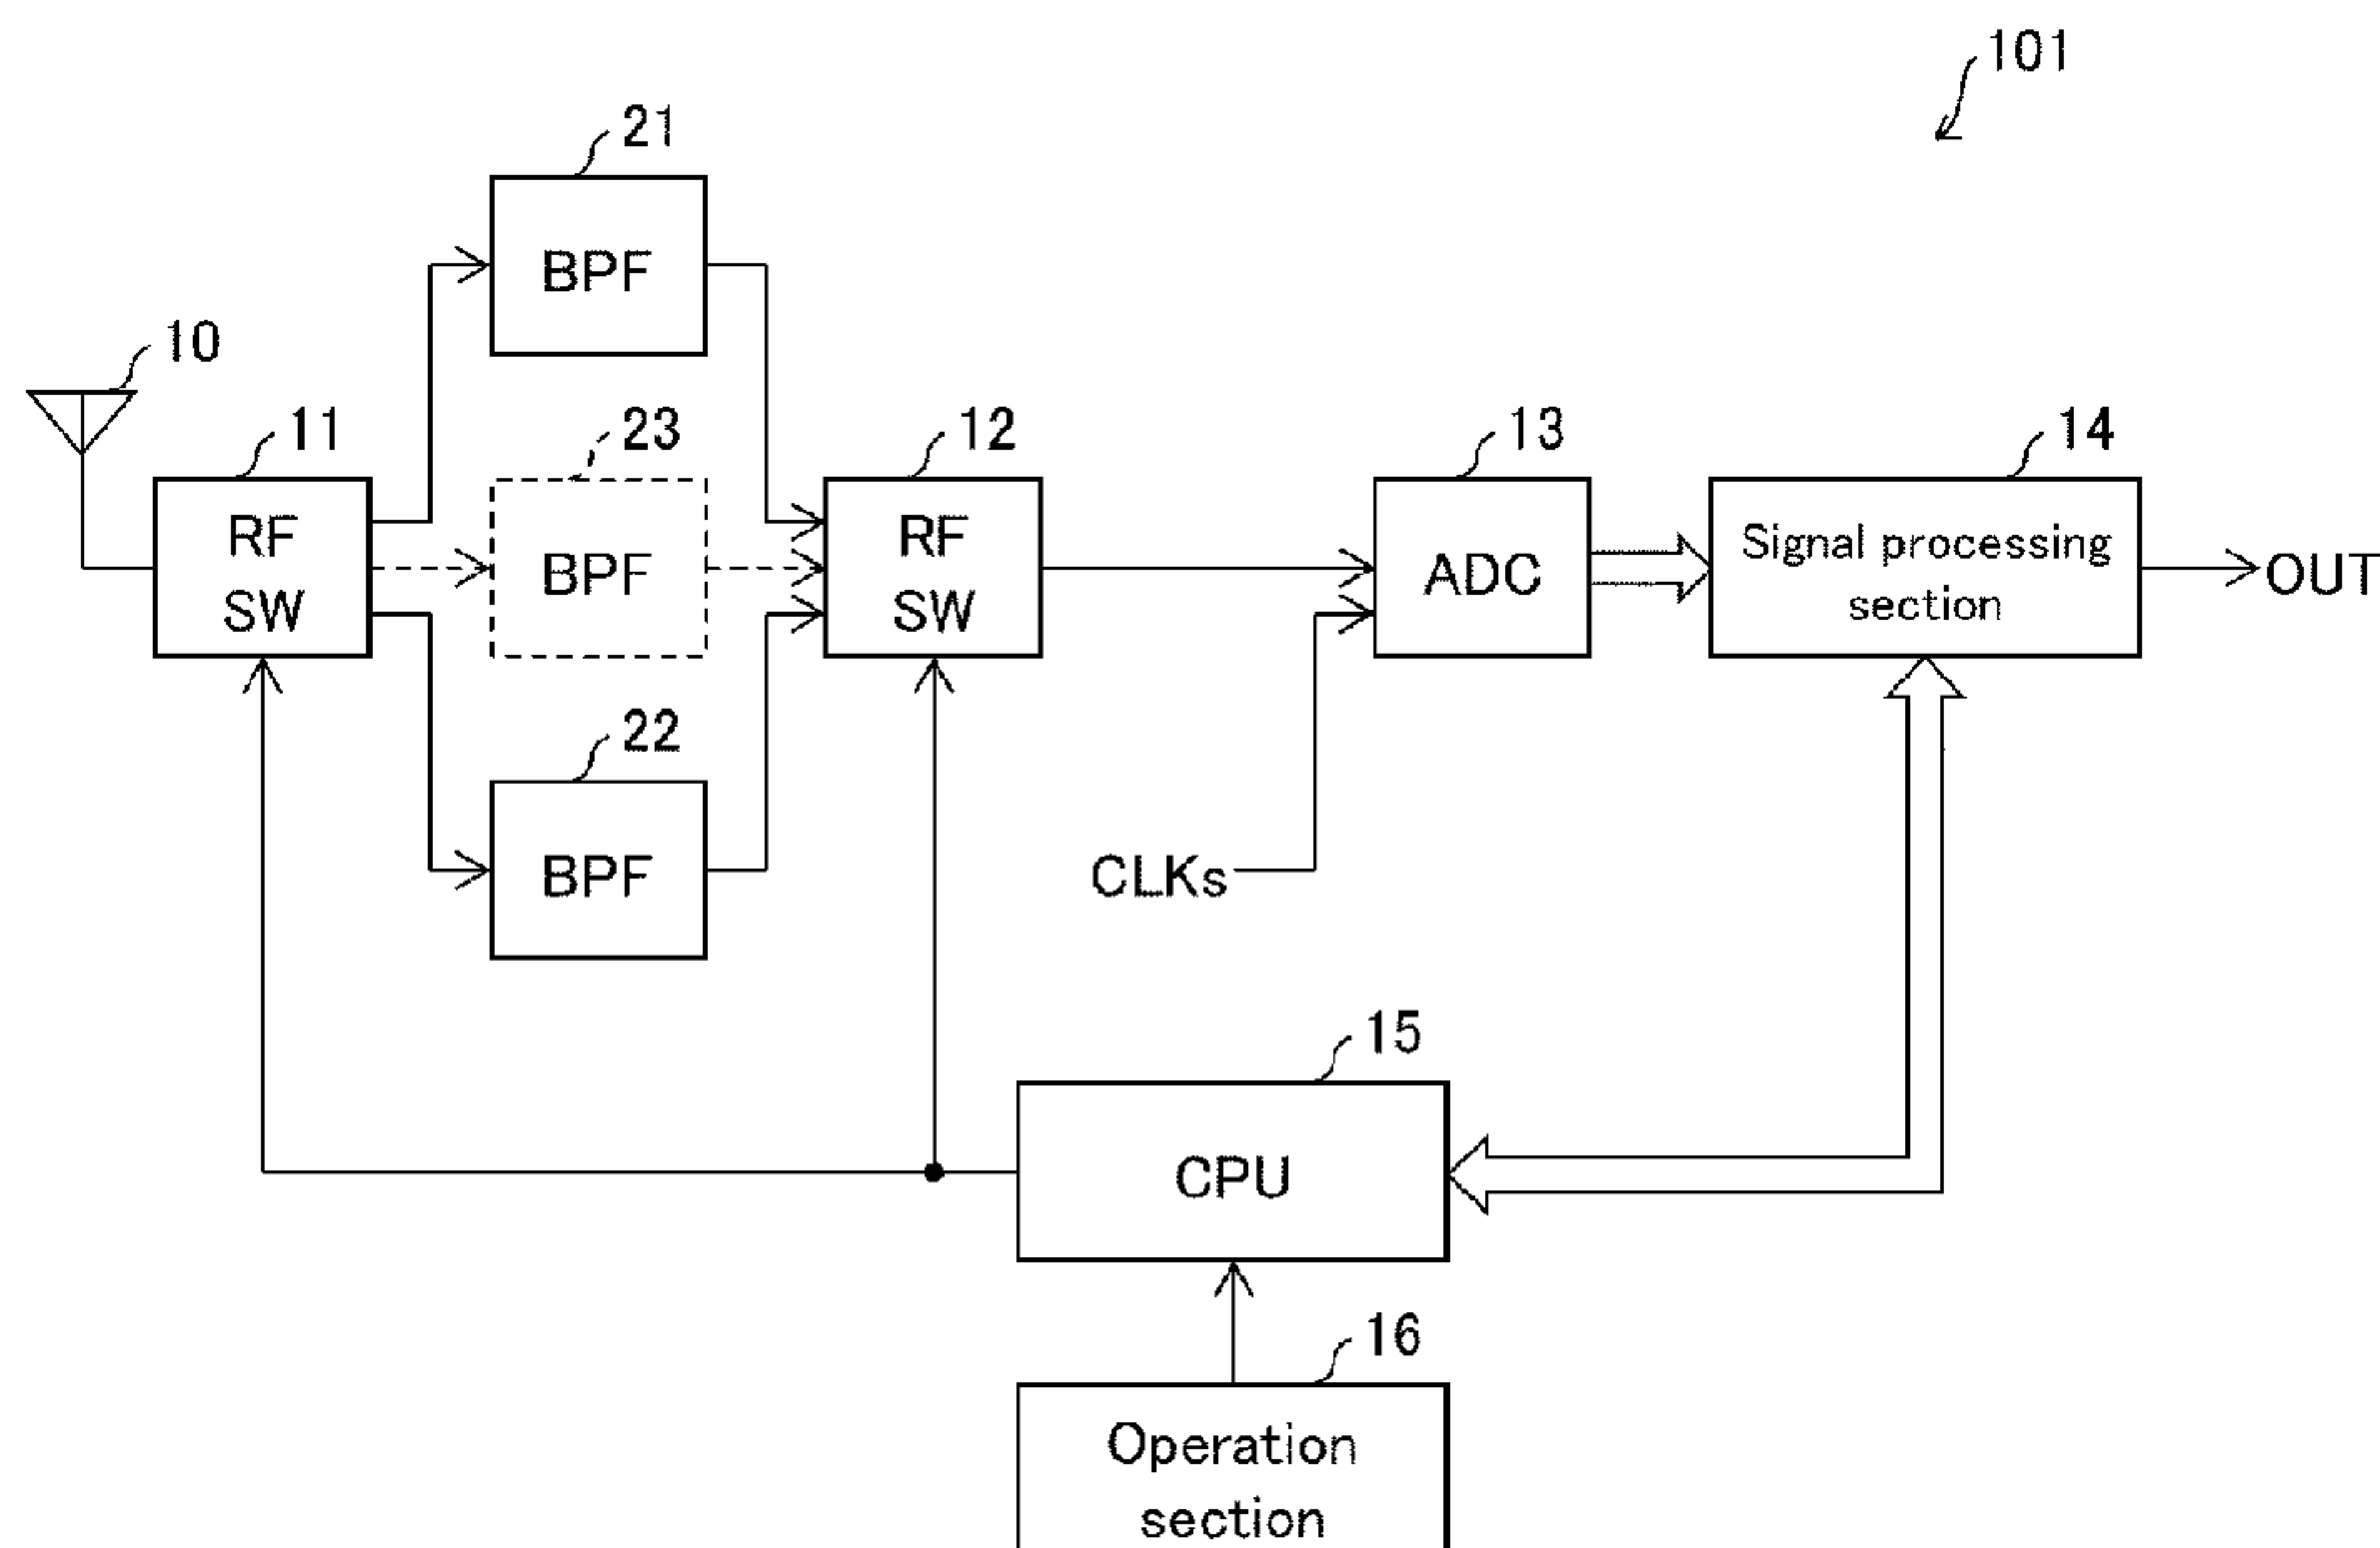 101
21
BPF
10
11
23
12
13
14
RF
SW
BPF
RF
SW
ADC
Signal processing
section
OUT
22
BPF
CLKs
15
CPU
16
Operation
section